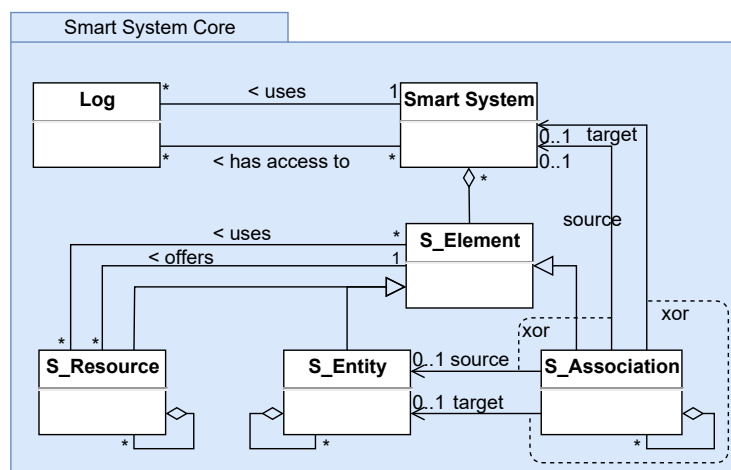 Smart System Core
Log
* < uses 1
Smart System
* < has access to *
0..1 target
0..1
*
source
< uses *
S_Element
< offers 1
xor
xor
* *
S_Resource
S_Entity
0..1 source
S_Association
0..1 target
*
*
*